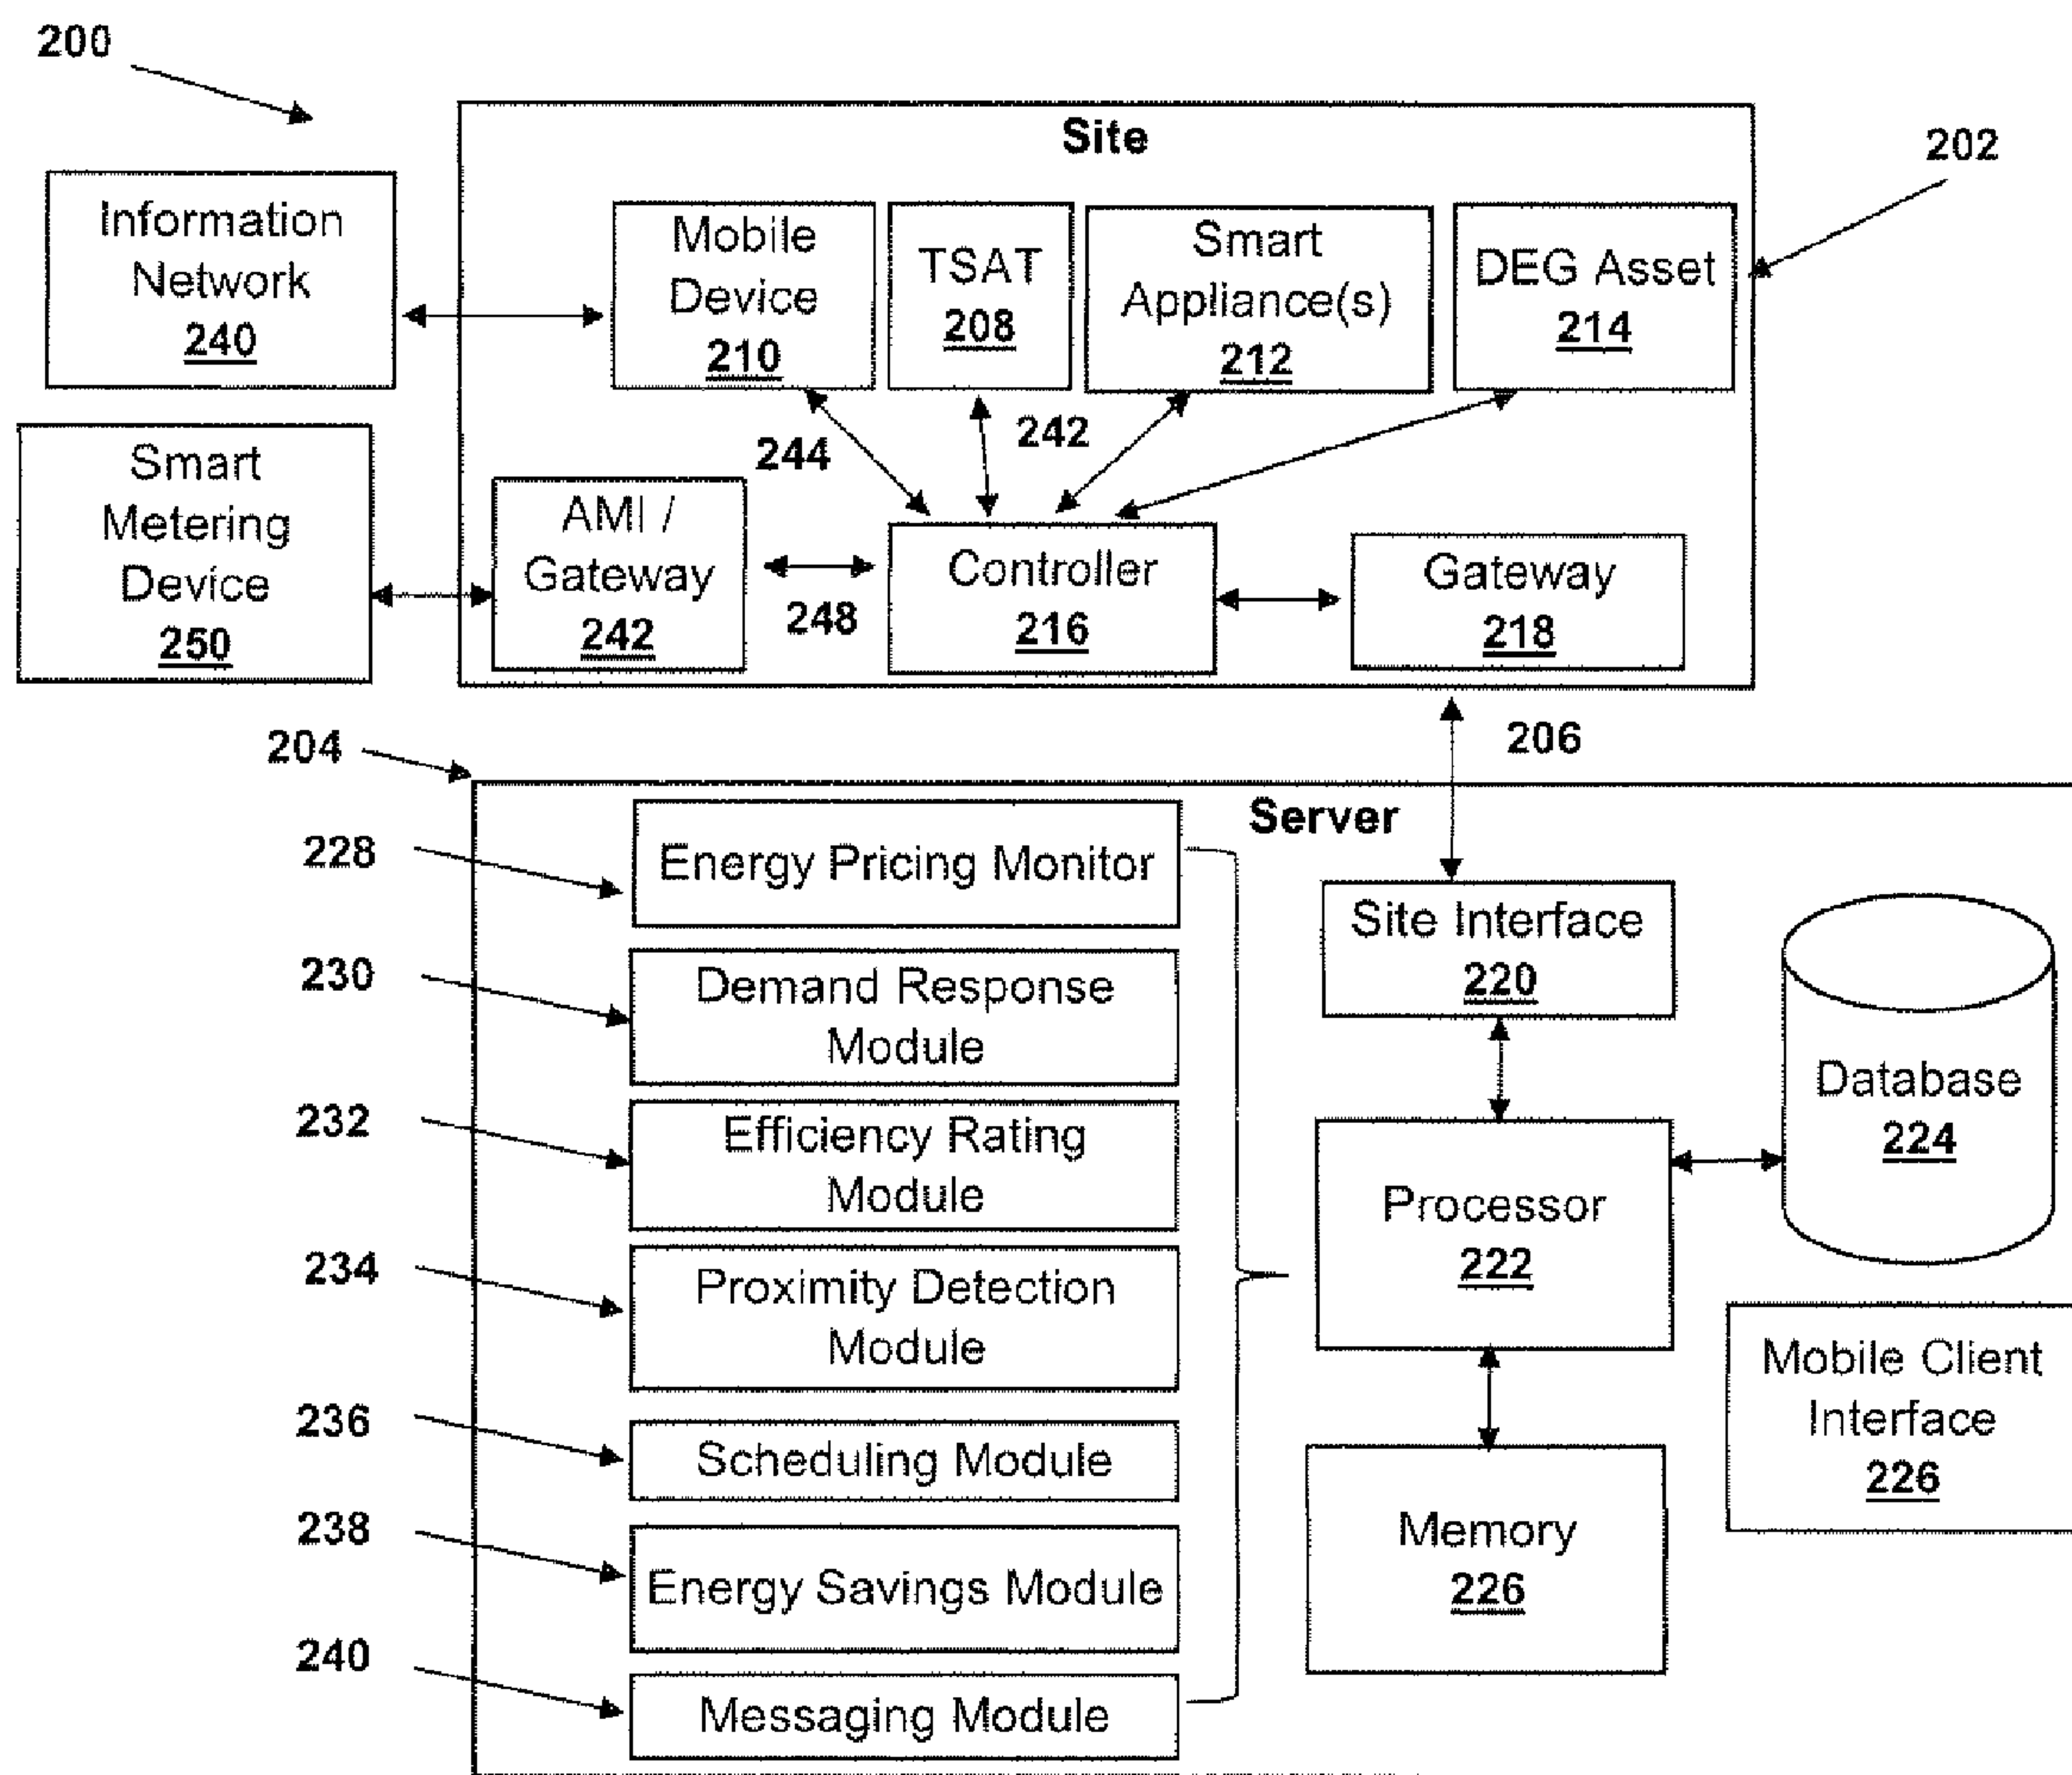 200
Site
202
Information
Network
240
Mobile
Device
210
TSAT
208
Smart
Appliance(s)
212
DEG Asset
214
Smart
Metering
Device
250
244
242
AMI /
Gateway
242
248
Controller
216
Gateway
218
206
204
Server
228
Energy Pricing Monitor
230
Demand Response
Module
232
Efficiency Rating
Module
234
Proximity Detection
Module
236
Scheduling Module
238
Energy Savings Module
240
Messaging Module
Site Interface
220
Processor
222
Database
224
Mobile Client
Interface
226
Memory
226